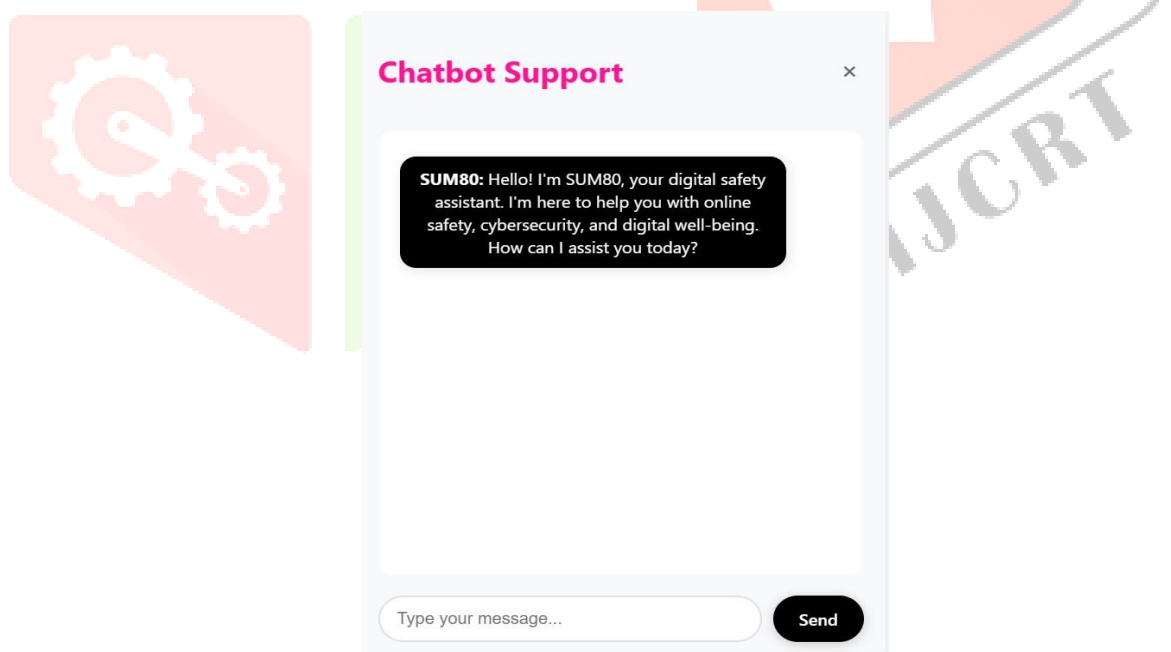 Chatbot Support
×
SUM80: Hello! I'm SUM80, your digital safety
assistant. I'm here to help you with online
safety, cybersecurity, and digital well-being.
How can I assist you today?
Type your message...
Send
IJCRT